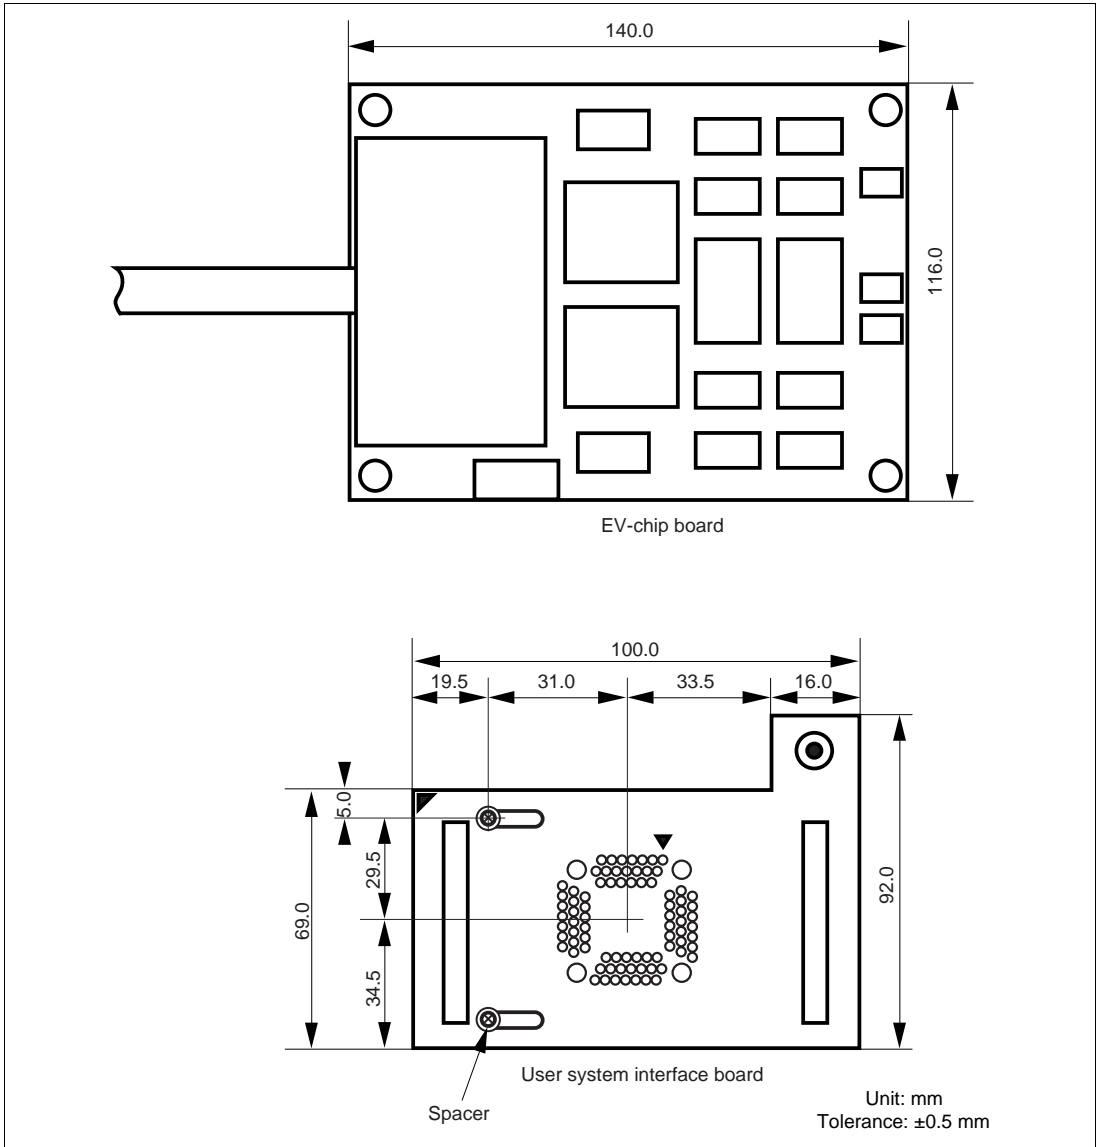 140.0
116.0
EV-chip board
100.0
19.5
31.0
33.5
16.0
5.0
29.5
69.0
34.5
92.0
User system interface board
Spacer
Unit: mm
Tolerance: ±0.5 mm